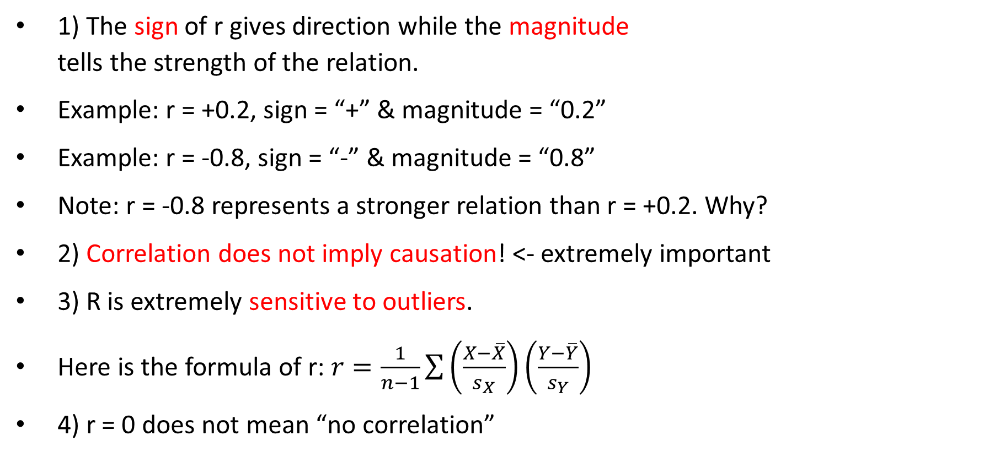 • 1) The sign of r gives direction while the magnitude
tells the strength of the relation.
• Example: r = +0.2, sign = “+” & magnitude = “0.2”
• Example: r = -0.8, sign = “-” & magnitude = “0.8”
• Note: r = -0.8 represents a stronger relation than r = +0.2. Why?
• 2) Correlation does not imply causation! <- extremely important
• 3) R is extremely sensitive to outliers.
• Here is the formula of r: $r = \frac{1}{n-1} \sum \left( \frac{X - \bar{X}}{s_X} \right) \left( \frac{Y - \bar{Y}}{s_Y} \right)$
• 4) r = 0 does not mean “no correlation”